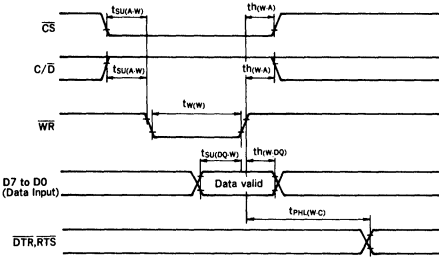 tSU(A-W)
th(W-A)
CS
tSU(A-W)
th(W-A)
C/D
tW(W)
WR
tSU(DQ-W)
th(W-DQ)
D7 to D0
(Data Input)
Data valid
tPHL(W-C)
DTR,RTS